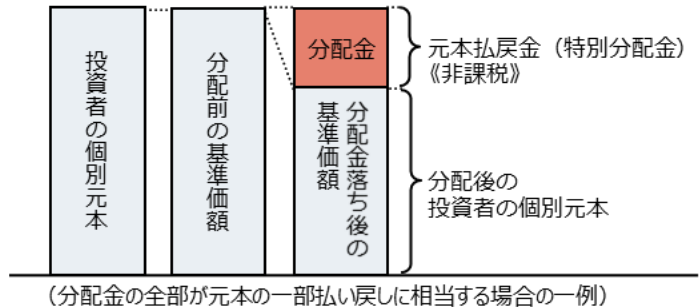 投資者の個別元本
分配前の基準価額
分配金
分配金落ち後の
基準価額
元本払戻金（特別分配金）
《非課税》
分配後の
投資者の個別元本
（分配金の全部が元本の一部払い戻しに相当する場合の一例）